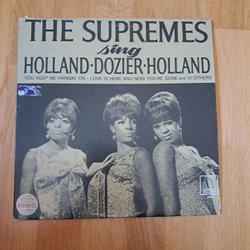 THE SUPREMES
sing
HOLLAND·DOZIER·HOLLAND
YOU KEEP ME HANGIN' ON · LOVE IS HERE AND NOW YOU'RE GONE and 10 OTHERS
STEREO